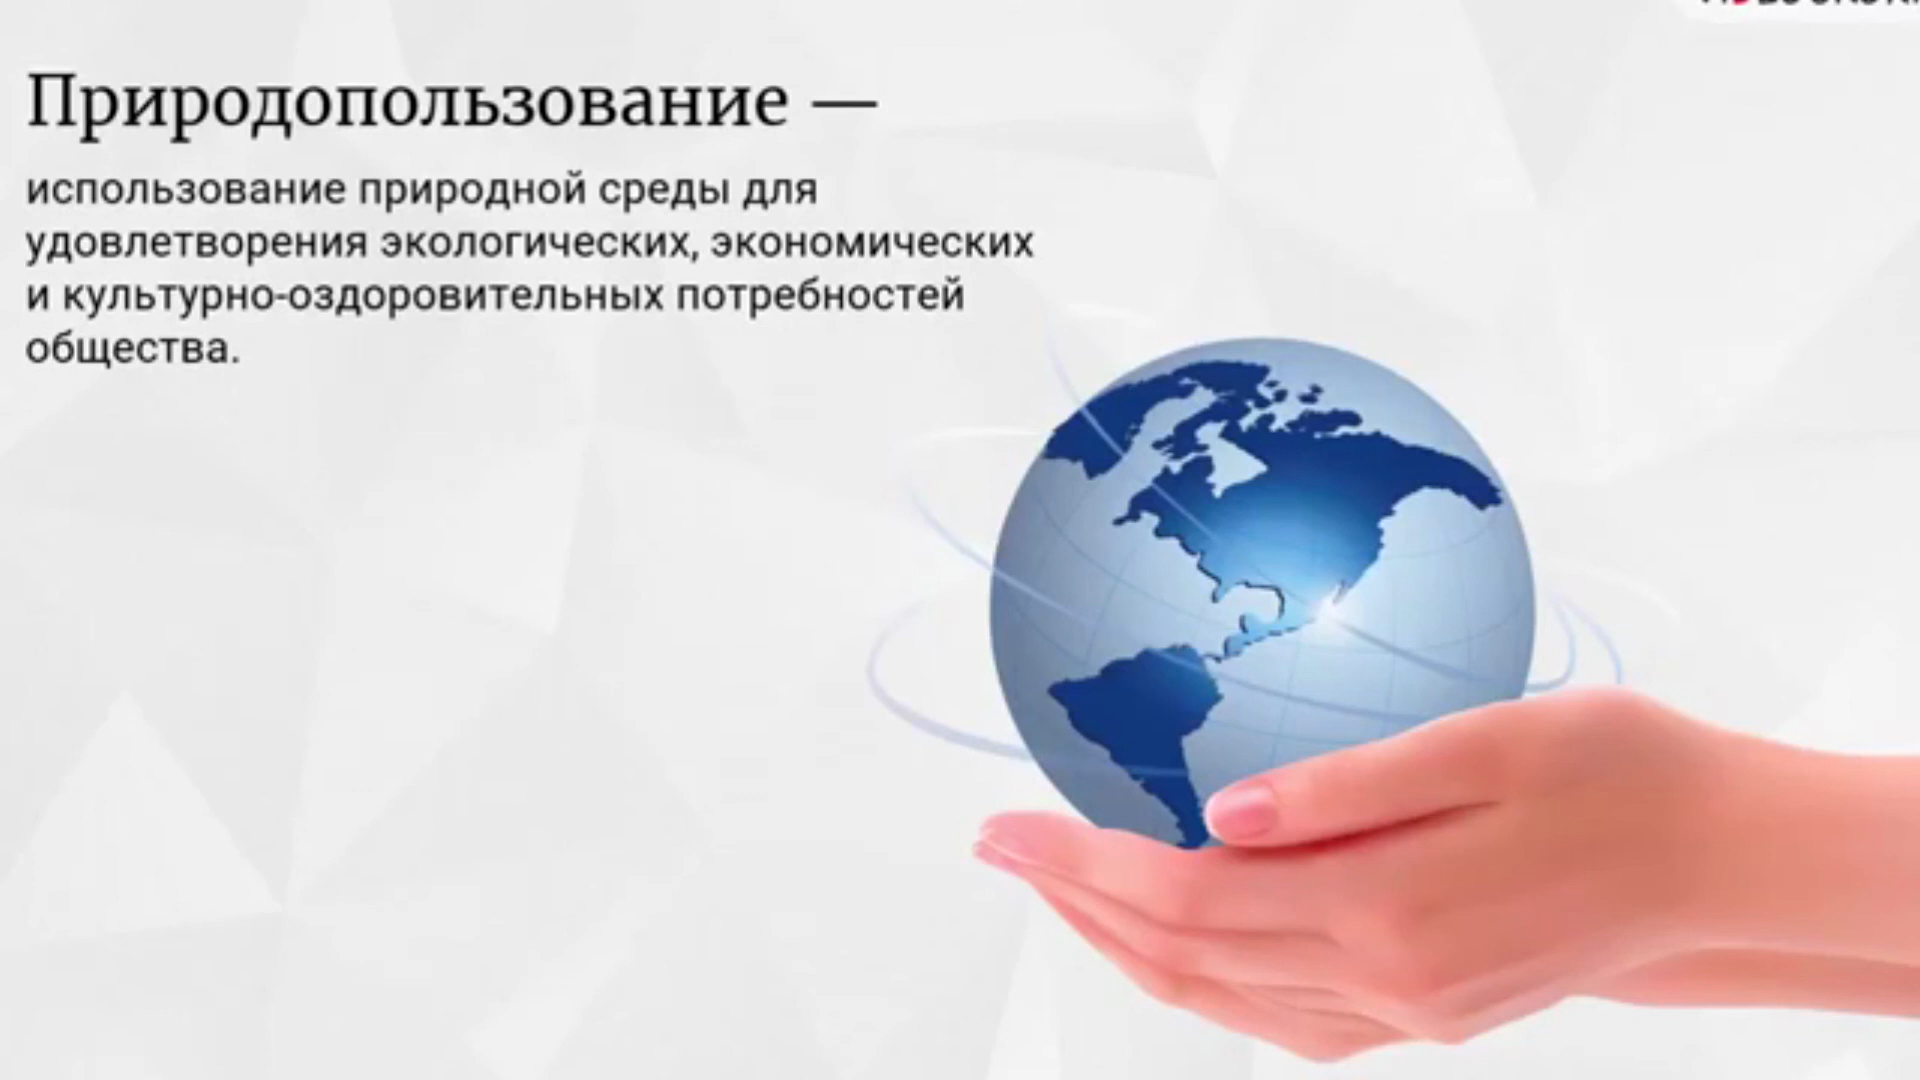 Природопользование —
использование природной среды для
удовлетворения экологических, экономических
и культурно-оздоровительных потребностей
общества.